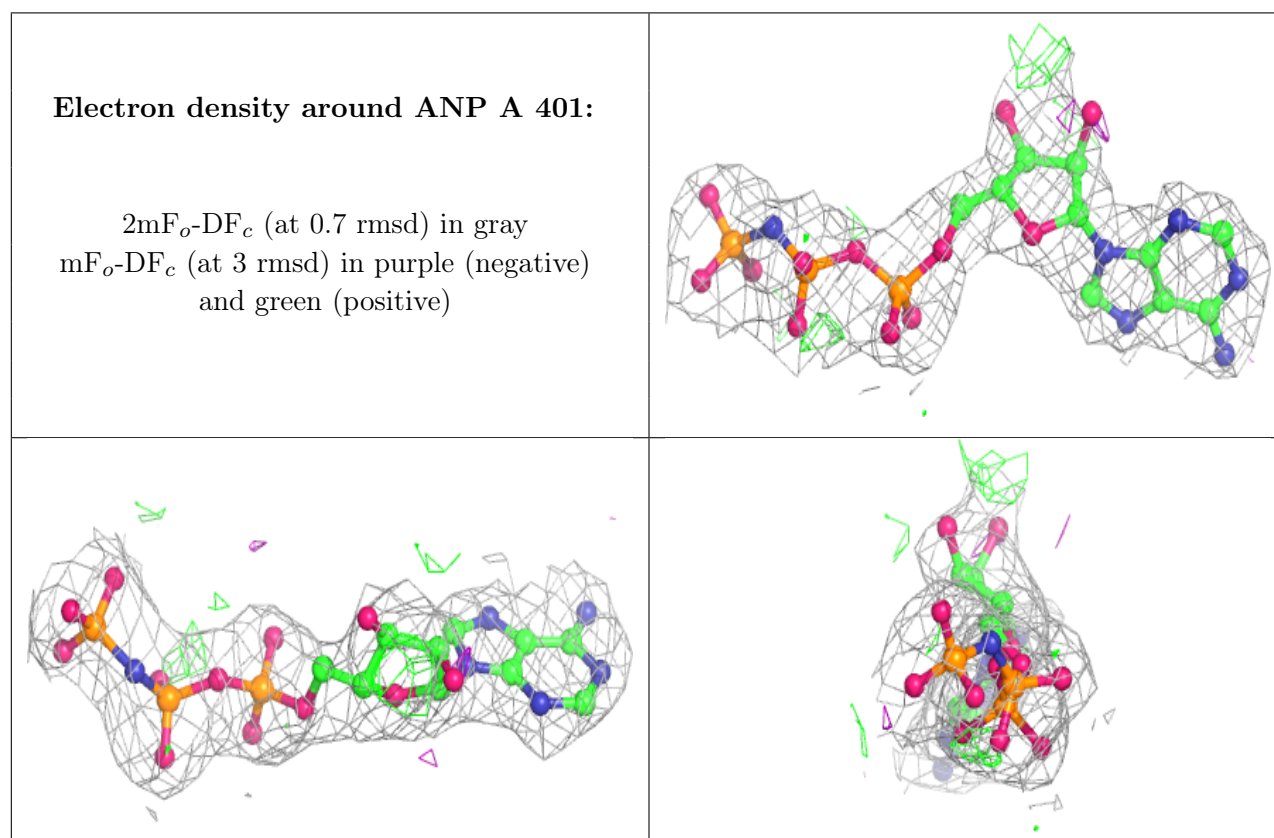 Electron density around ANP A 401:
2mFo-DFc (at 0.7 rmsd) in gray
mFo-DFc (at 3 rmsd) in purple (negative)
and green (positive)